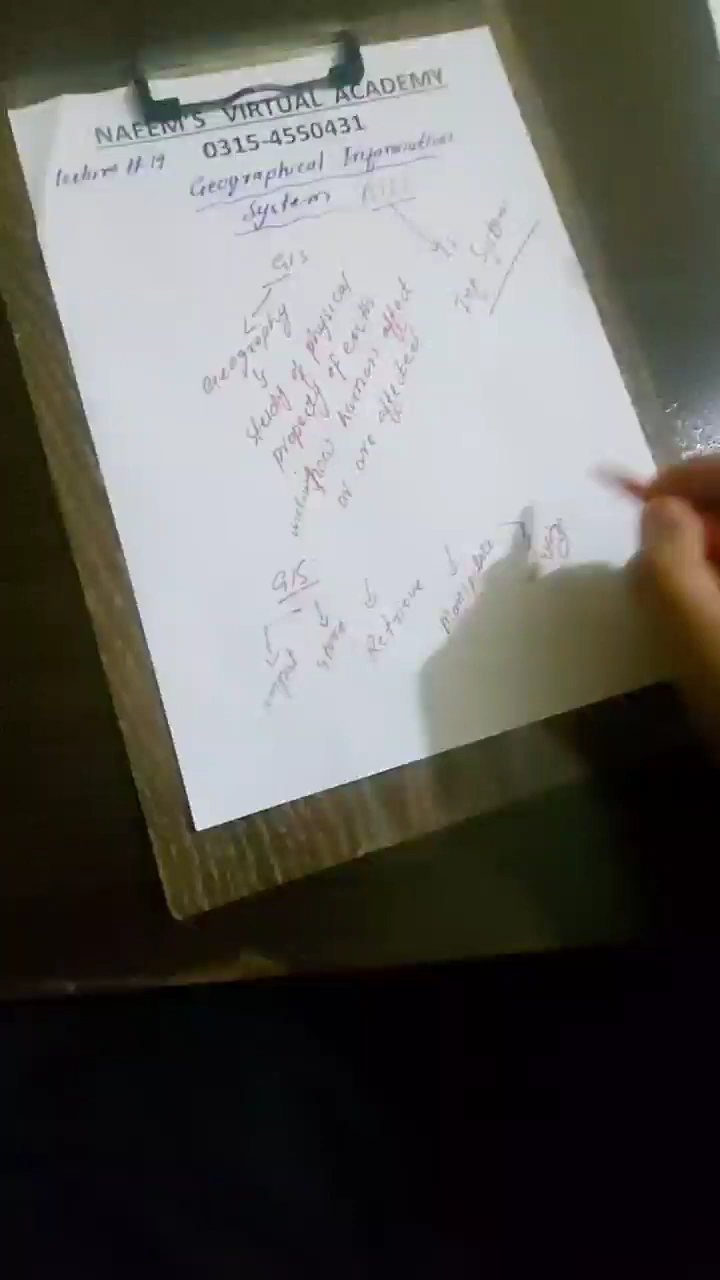 NAEEM'S VIRTUAL ACADEMY
0315-4550431
Lecture # 19
Geographical Information
System
GIS
Geography
Study of physical
property of earth
how humans affect
or are affected
System
GIS
input
store
Retrieve